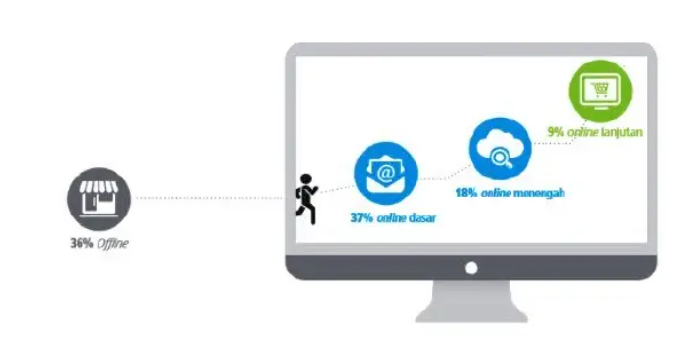 9% online lanjutan
18% online menengah
37% online dasar
36% Offline
@